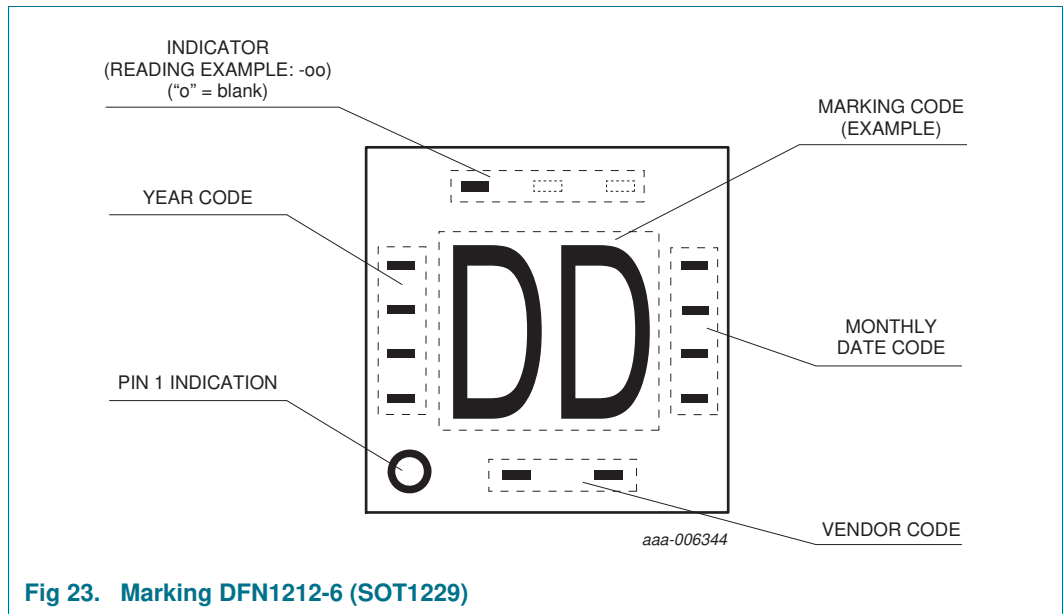 INDICATOR
(READING EXAMPLE: -oo)
(“o” = blank)
MARKING CODE
(EXAMPLE)
YEAR CODE
DD
MONTHLY
DATE CODE
PIN 1 INDICATION
VENDOR CODE
aaa-006344
Fig 23. Marking DFN1212-6 (SOT1229)